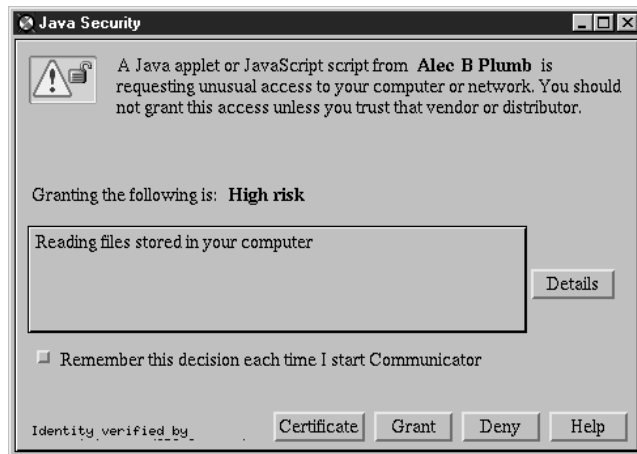 Java Security
A Java applet or JavaScript script from Alec B Plumb is
requesting unusual access to your computer or network. You should
not grant this access unless you trust that vendor or distributor.
Granting the following is: High risk
Reading files stored in your computer
Details
Remember this decision each time I start Communicator
Identity verified by
Certificate Grant Deny Help